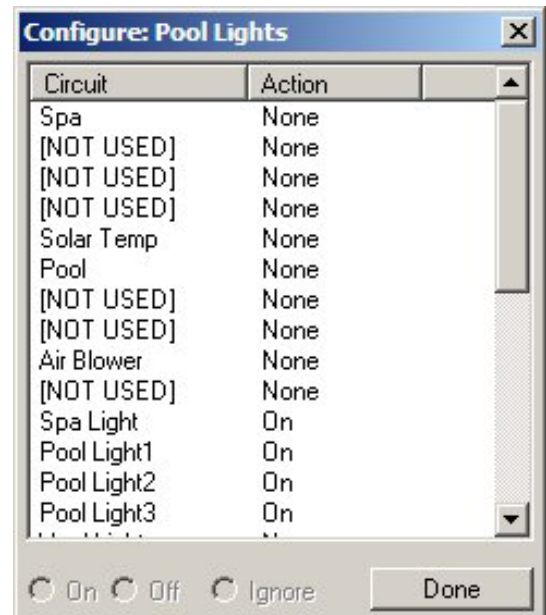 Configure: Pool Lights
Circuit Action
Spa None
[NOT USED] None
[NOT USED] None
[NOT USED] None
Solar Temp None
Pool None
[NOT USED] None
[NOT USED] None
Air Blower None
[NOT USED] None
Spa Light On
Pool Light1 On
Pool Light2 On
Pool Light3 On
On Off Ignore Done